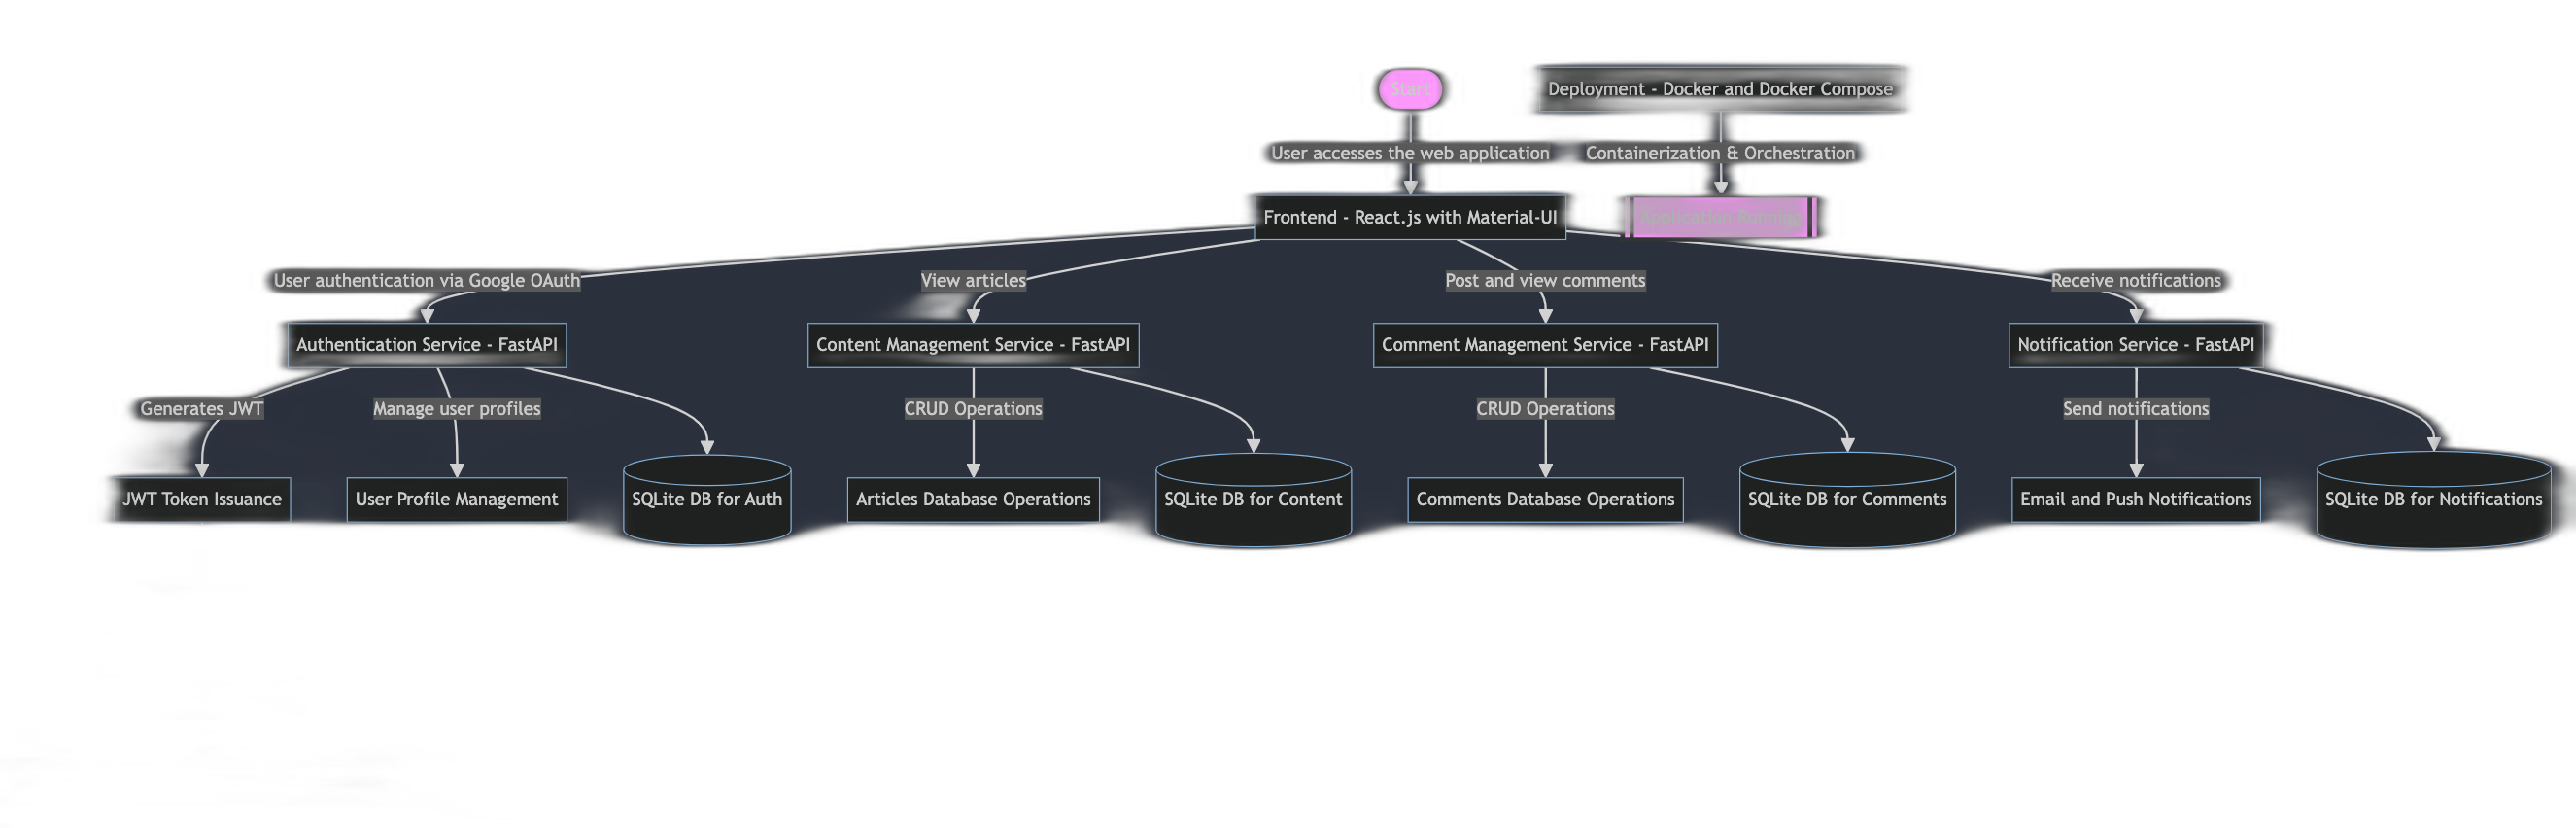 Start
Deployment - Docker and Docker Compose
User accesses the web application
Containerization & Orchestration
Frontend - React.js with Material-UI
Application Running
User authentication via Google OAuth
View articles
Post and view comments
Receive notifications
Authentication Service - FastAPI
Content Management Service - FastAPI
Comment Management Service - FastAPI
Notification Service - FastAPI
Generates JWT
Manage user profiles
CRUD Operations
CRUD Operations
Send notifications
JWT Token Issuance
User Profile Management
SQLite DB for Auth
Articles Database Operations
SQLite DB for Content
Comments Database Operations
SQLite DB for Comments
Email and Push Notifications
SQLite DB for Notifications